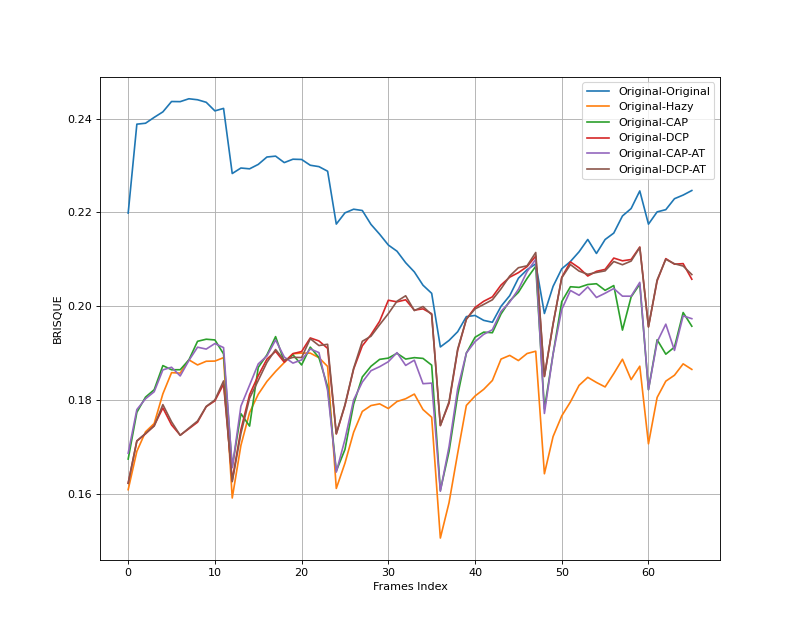 0.24
0.22
0.20
0.18
0.16
BRISQUE
0
10
20
30
40
50
60
Frames Index
Original-Original
Original-Hazy
Original-CAP
Original-DCP
Original-CAP-AT
Original-DCP-AT